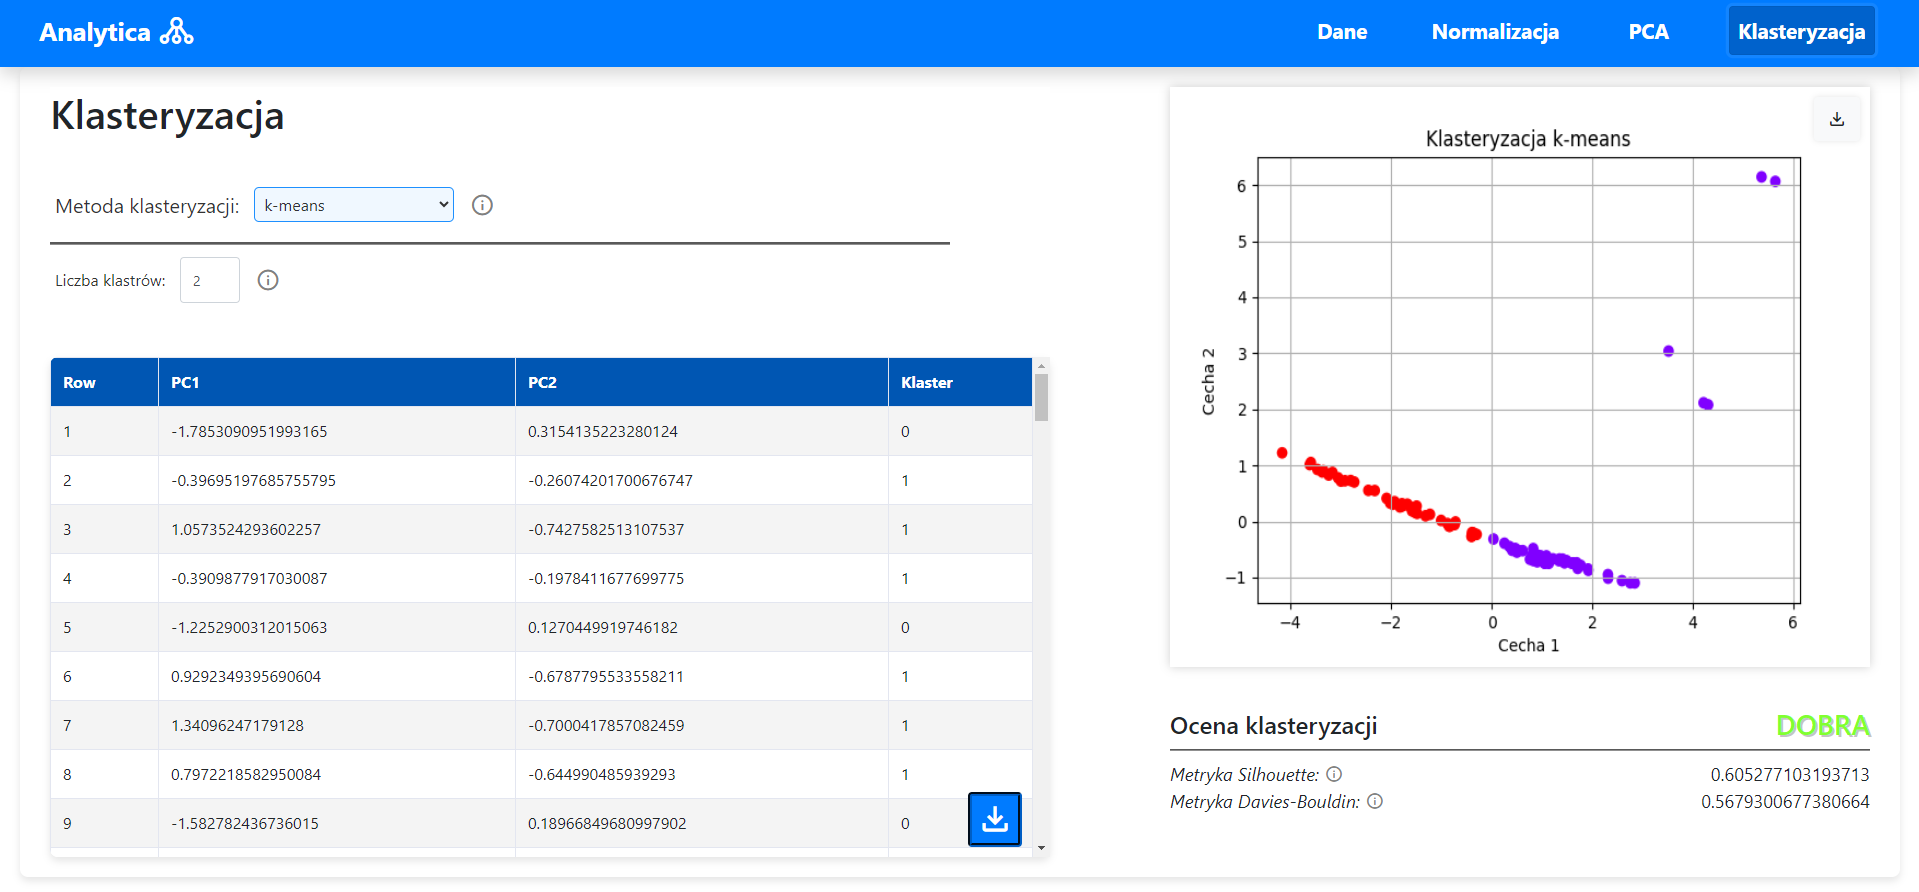 Analytica
Dane Normalizacja PCA Klasteryzacja
Klasteryzacja
Metoda klasteryzacji: k-means
Liczba klastrów: 2
Row PC1 PC2 Klaster
1 -1.7853090951993165 0.3154135223280124 0
2 -0.39695197685755795 -0.26074201700676747 1
3 1.0573524293602257 -0.7427582513107537 1
4 -0.3909877917030087 -0.1978411677699775 1
5 -1.2252900312015063 0.1270449919746182 0
6 0.9292349395690604 -0.6787795533558211 1
7 1.34096247179128 -0.7000417857082459 1
8 0.7972218582950084 -0.644990485939293 1
9 -1.582782436736015 0.18966849680997902 0
Klasteryzacja k-means
6
5
4
3
2
1
0
−1
Cecha 2
−4 −2 0 2 4 6
Cecha 1
Ocena klasteryzacji DOBRA
Metryka Silhouette: 0.605277103193713
Metryka Davies-Bouldin: 0.5679300677380664